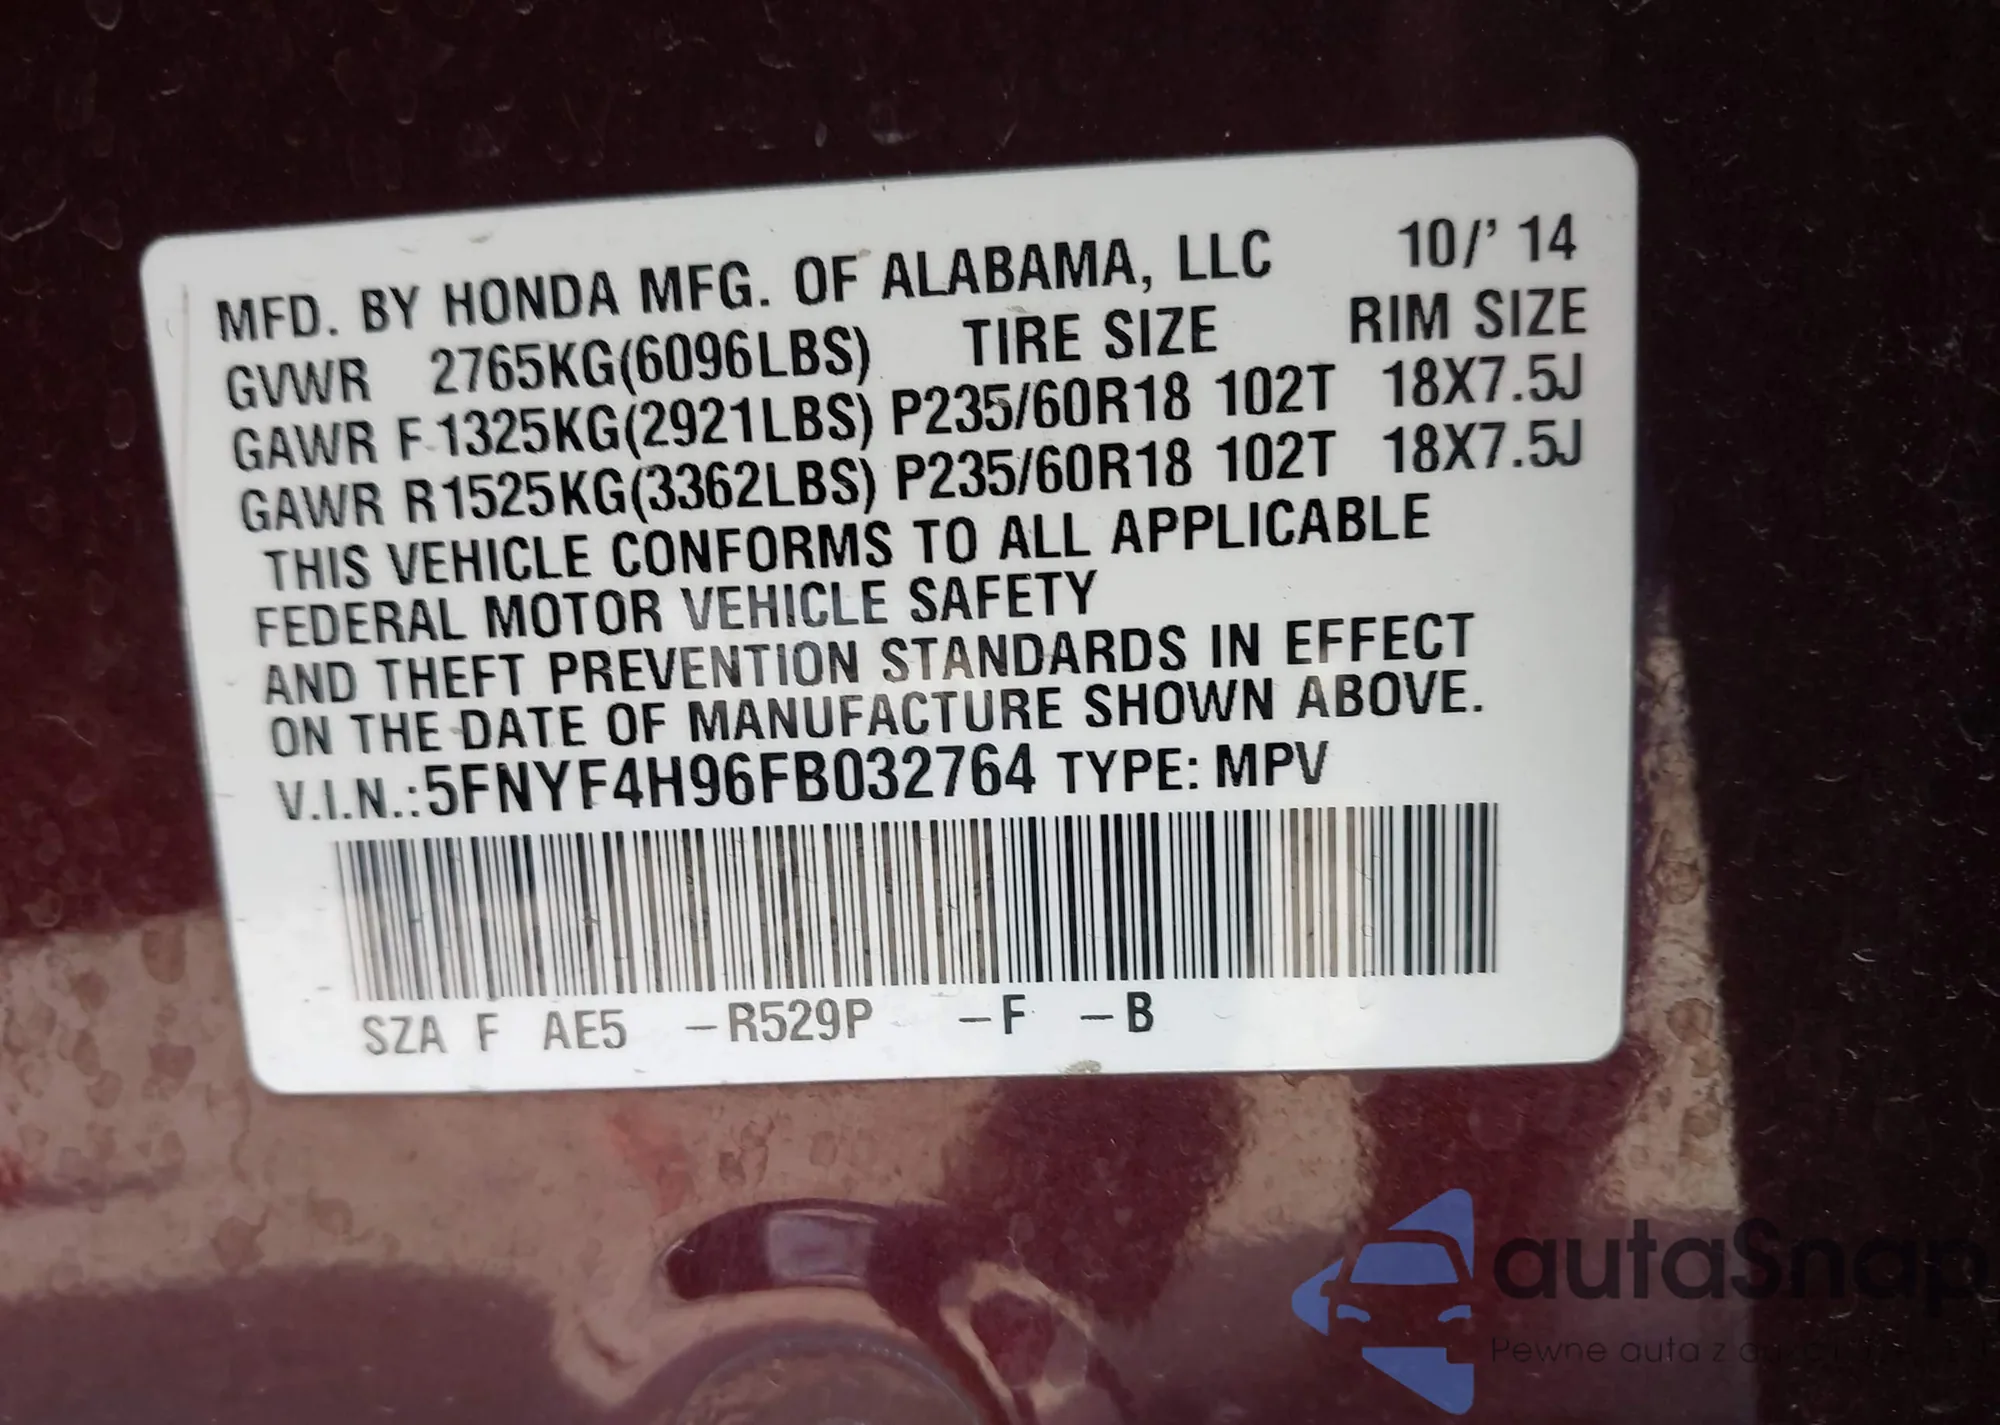 MFD. BY HONDA MFG. OF ALABAMA, LLC 10/' 14
GVWR 2765KG(6096LBS) TIRE SIZE RIM SIZE
GAWR F 1325KG(2921LBS) P235/60R18 102T 18X7.5J
GAWR R1525KG(3362LBS) P235/60R18 102T 18X7.5J
THIS VEHICLE CONFORMS TO ALL APPLICABLE
FEDERAL MOTOR VEHICLE SAFETY
AND THEFT PREVENTION STANDARDS IN EFFECT
ON THE DATE OF MANUFACTURE SHOWN ABOVE.
V.I.N.:5FNYF4H96FB032764 TYPE: MPV
SZA F AE5 –R529P –F –B
autaSnap
Pewne auta z